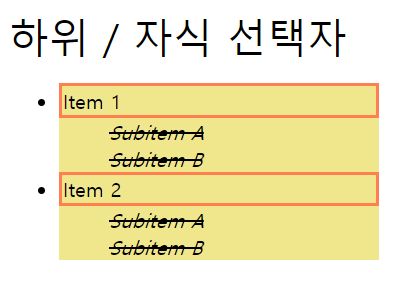 하위 / 자식 선택자
Item 1
Subitem A
Subitem B
Item 2
Subitem A
Subitem B